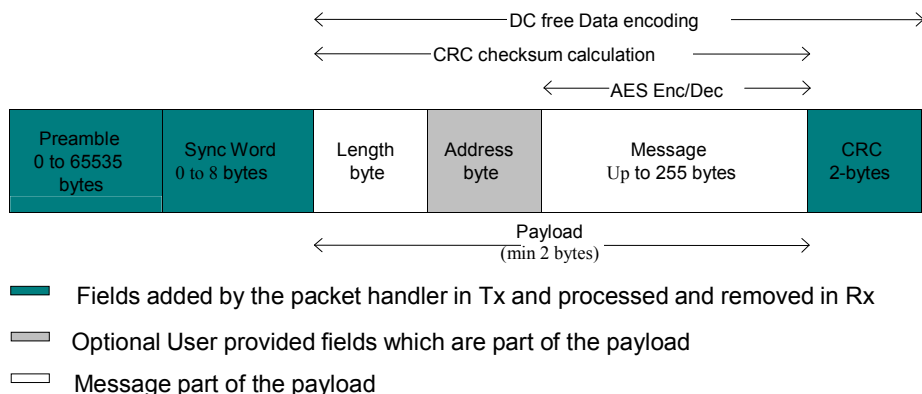 DC free Data encoding
CRC checksum calculation
AES Enc/Dec
Preamble
0 to 65535
bytes
Sync Word
0 to 8 bytes
Length
byte
Address
byte
Message
Up to 255 bytes
CRC
2-bytes
Payload
(min 2 bytes)
Fields added by the packet handler in Tx and processed and removed in Rx
Optional User provided fields which are part of the payload
Message part of the payload